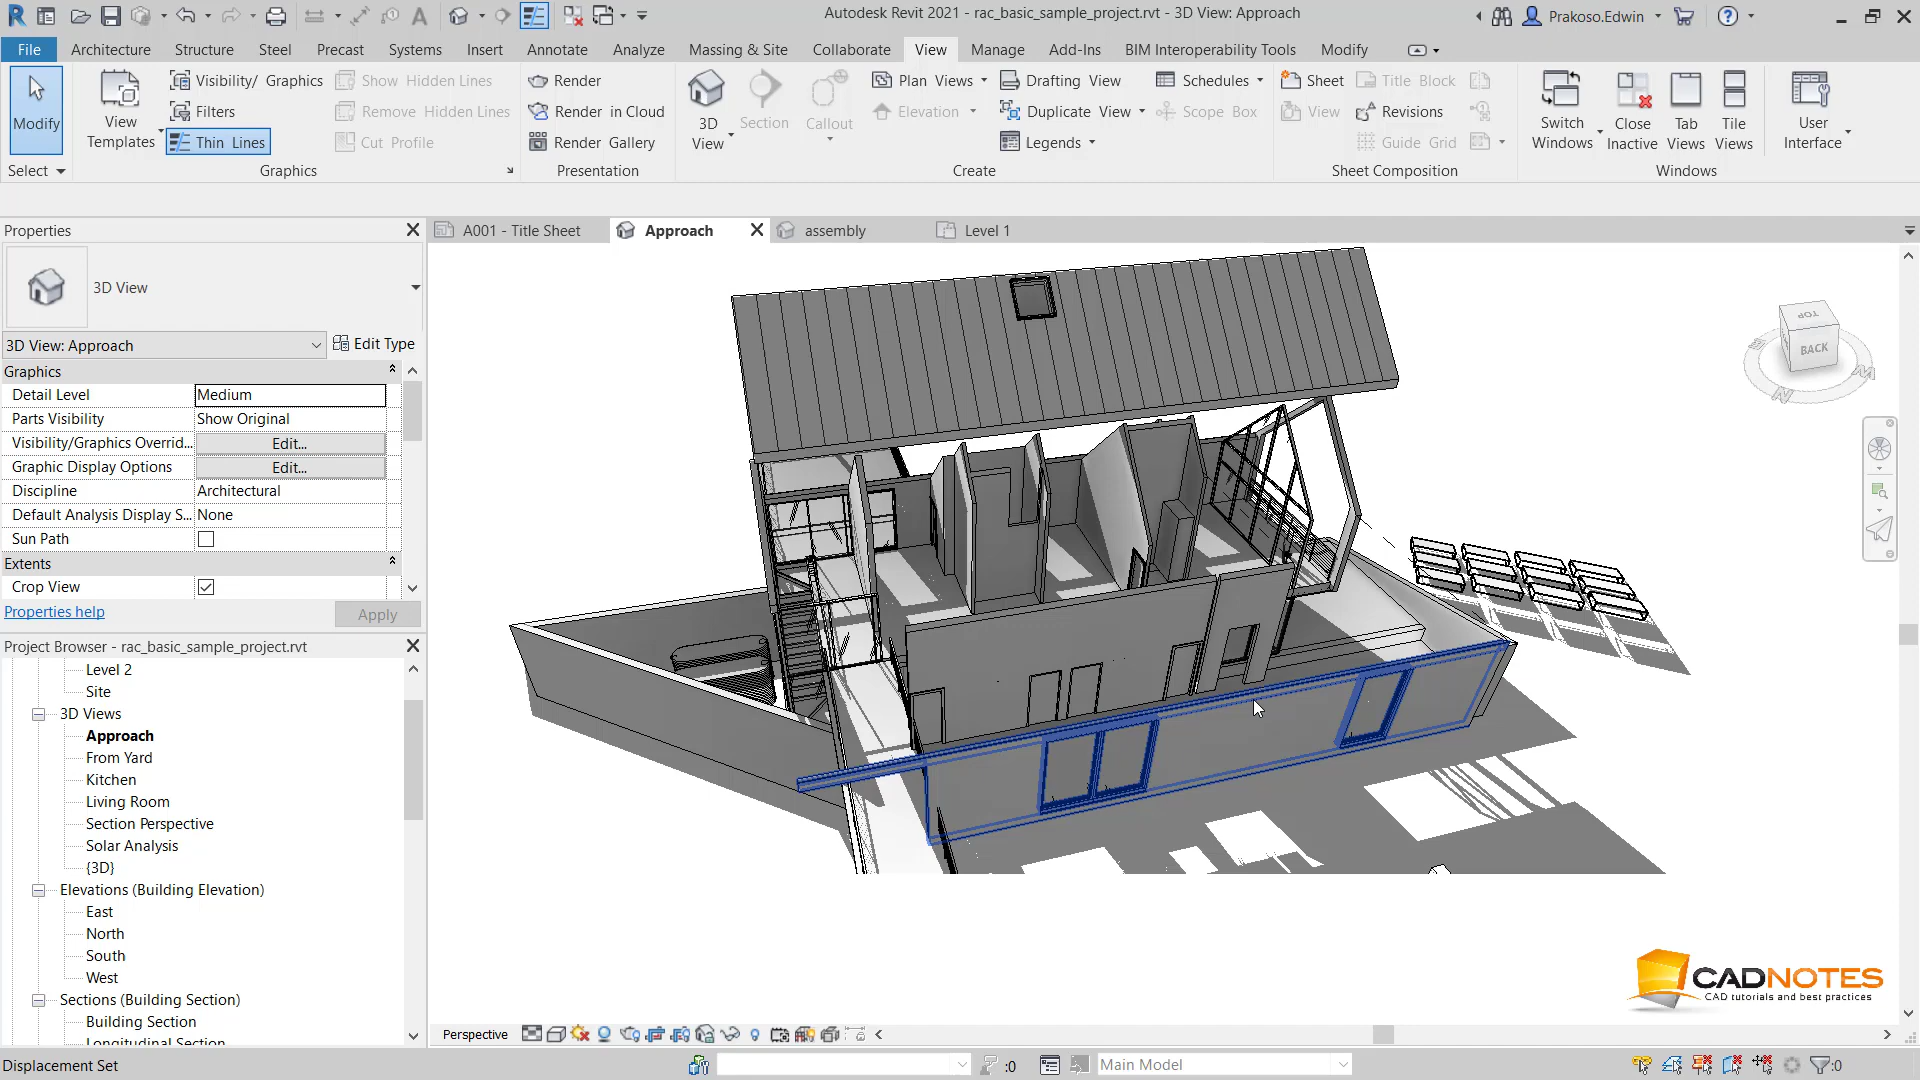 Autodesk Revit 2021 - rac_basic_sample_project.rvt - 3D View: Approach
Prakoso.Edwin
File Architecture Structure Steel Precast Systems Insert Annotate Analyze Massing & Site Collaborate View Manage Add-Ins BIM Interoperability Tools Modify
Modify
Select
View Templates
Visibility/ Graphics
Filters
Thin Lines
Show Hidden Lines
Remove Hidden Lines
Cut Profile
Graphics
Render
Render in Cloud
Render Gallery
Presentation
3D View
Section
Callout
Plan Views
Elevation
Drafting View
Duplicate View
Legends
Schedules
Scope Box
Create
Sheet
View
Title Block
Revisions
Guide Grid
Sheet Composition
Switch Windows
Close Inactive
Tab Views
Tile Views
Windows
User Interface
Properties
3D View
3D View: Approach
Edit Type
Graphics
Detail Level Medium
Parts Visibility Show Original
Visibility/Graphics Overrid... Edit...
Graphic Display Options Edit...
Discipline Architectural
Default Analysis Display S... None
Sun Path
Extents
Crop View
Properties help
Apply
Project Browser - rac_basic_sample_project.rvt
Level 2
Site
3D Views
Approach
From Yard
Kitchen
Living Room
Section Perspective
Solar Analysis
{3D}
Elevations (Building Elevation)
East
North
South
West
Sections (Building Section)
Building Section
Longitudinal Section
A001 - Title Sheet
Approach
assembly
Level 1
TOP
BACK
N
CADNOTES
CAD tutorials and best practices
Perspective
Displacement Set
:0
Main Model
:0